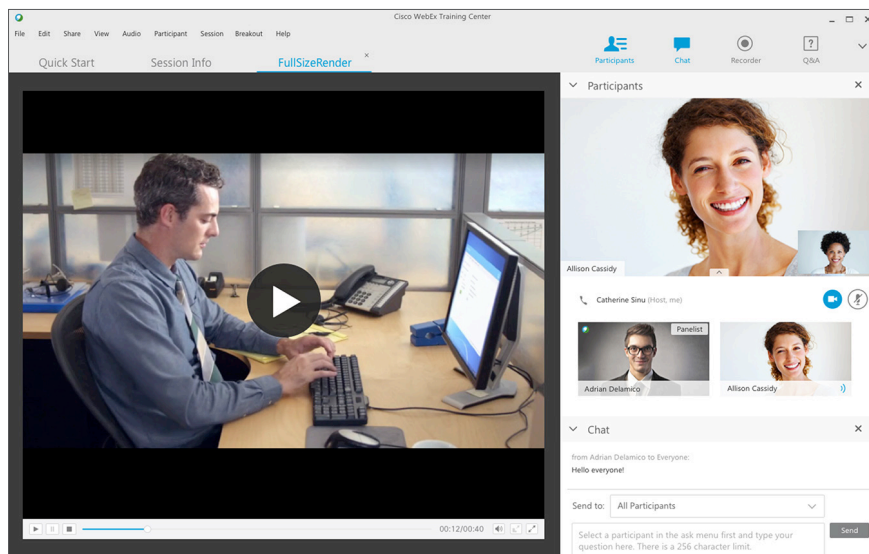 Cisco WebEx Training Center
File Edit Share View Audio Participant Session Breakout Help
Participants Chat Recorder Q&A
Quick Start Session Info FullSizeRender
Participants
Allison Cassidy
Catherine Sinu (Host, me)
Panelist
Adrian Delamico
Allison Cassidy
Chat
from Adrian Delamico to Everyone:
Hello everyone!
Send to: All Participants
Select a participant in the ask menu first and type your
question here. There is a 256 character limit.
Send
00:12/00:40